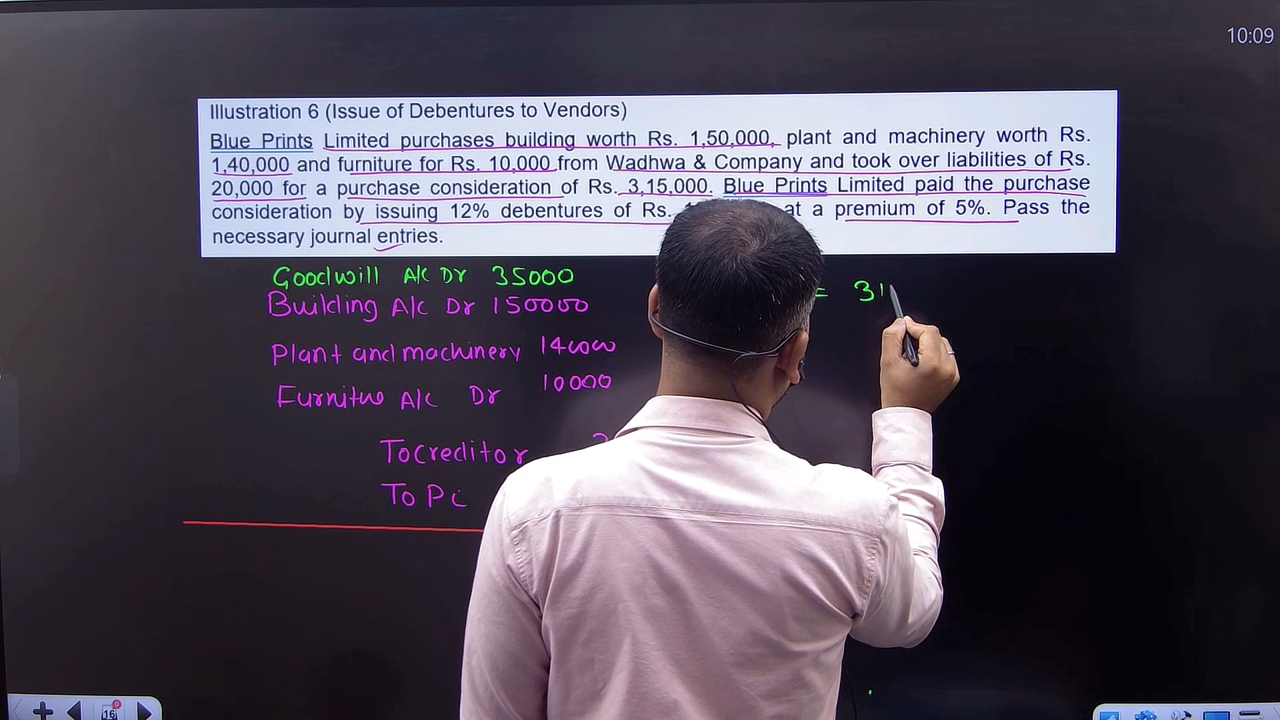 10:09
Illustration 6 (Issue of Debentures to Vendors)
Blue Prints Limited purchases building worth Rs. 1,50,000, plant and machinery worth Rs.
1,40,000 and furniture for Rs. 10,000 from Wadhwa & Company and took over liabilities of Rs.
20,000 for a purchase consideration of Rs. 3,15,000. Blue Prints Limited paid the purchase
consideration by issuing 12% debentures of Rs. at a premium of 5%. Pass the
necessary journal entries.
Goodwill A/c Dr 35000
= 31
Building A/c Dr 150000
Plant and machinery 140000
Furniture A/c Dr 10000
To creditor
To Pc
16